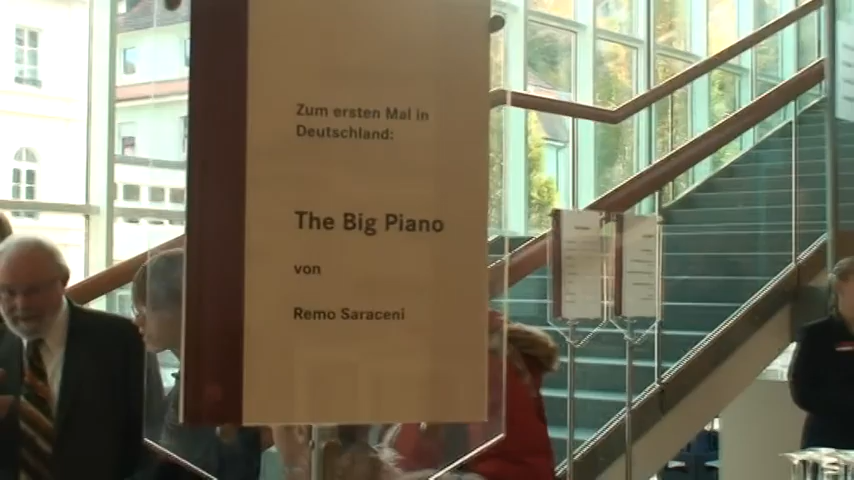 Zum ersten Mal in
Deutschland:
The Big Piano
von
Remo Saraceni